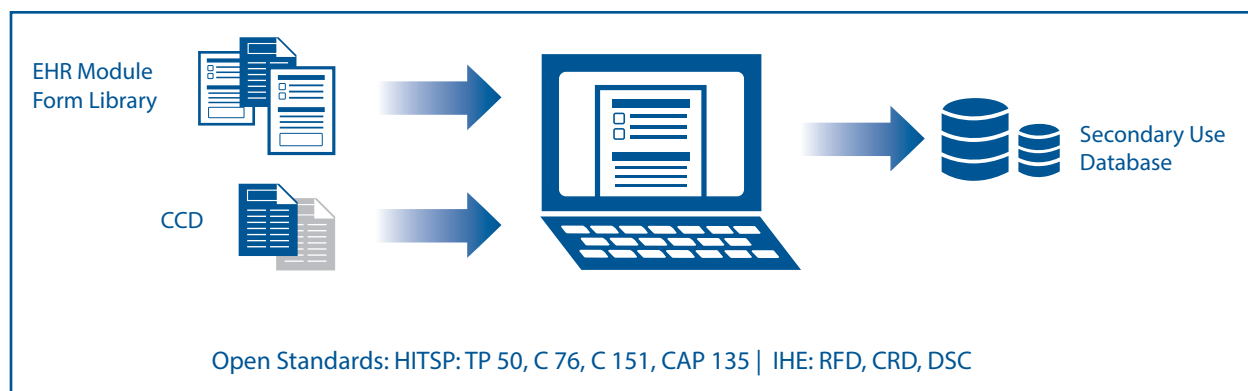 EHR Module
Form Library
CCD
Secondary Use
Database
Open Standards: HITSP: TP 50, C 76, C 151, CAP 135 | IHE: RFD, CRD, DSC